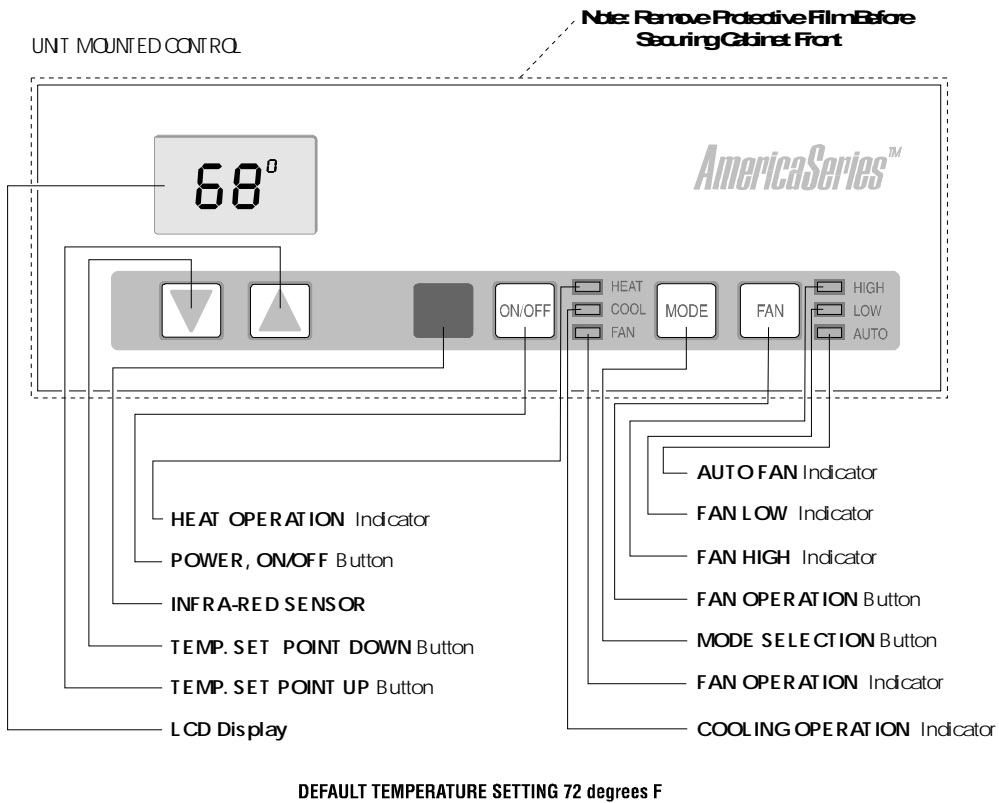 Note: Remove Protective Film Before
Securing Cabinet Front
UNIT MOUNTED CONTROL
68°
AmericaSeries™
ON/OFF
HEAT
COOL
FAN
MODE
FAN
HIGH
LOW
AUTO
HEAT OPERATION Indicator
POWER, ON/OFF Button
INFRA-RED SENSOR
TEMP. SET POINT DOWN Button
TEMP. SET POINT UP Button
LCD Display
AUTO FAN Indicator
FAN LOW Indicator
FAN HIGH Indicator
FAN OPERATION Button
MODE SELECTION Button
FAN OPERATION Indicator
COOLING OPERATION Indicator
DEFAULT TEMPERATURE SETTING 72 degrees F